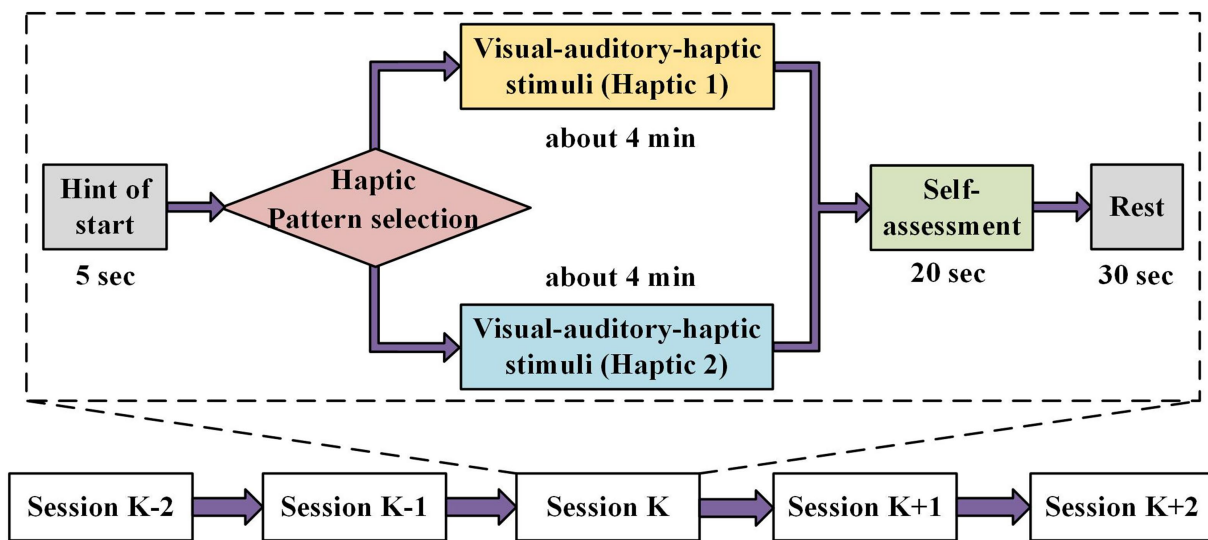 Visual-auditory-haptic
stimuli (Haptic 1)
about 4 min
Hint of
start
5 sec
Haptic
Pattern selection
about 4 min
Visual-auditory-haptic
stimuli (Haptic 2)
Self-
assessment
20 sec
Rest
30 sec
Session K-2
Session K-1
Session K
Session K+1
Session K+2